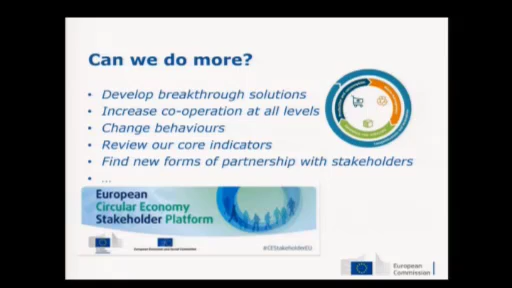 Can we do more?
• Develop breakthrough solutions
• Increase co-operation at all levels
• Change behaviours
• Review our core indicators
• Find new forms of partnership with stakeholders
• ...
European
Circular Economy
Stakeholder Platform
#CEStakeholderEU
European
Commission